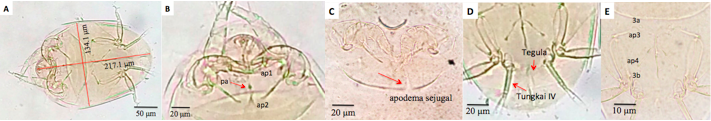 A
134.1 µm
217.1 µm
50 µm
B
ap1
pa
ap2
20 µm
C
apodema sejugal
20 µm
D
Tegula
Tungkai IV
20 µm
E
3a
ap3
ap4
3b
10 µm